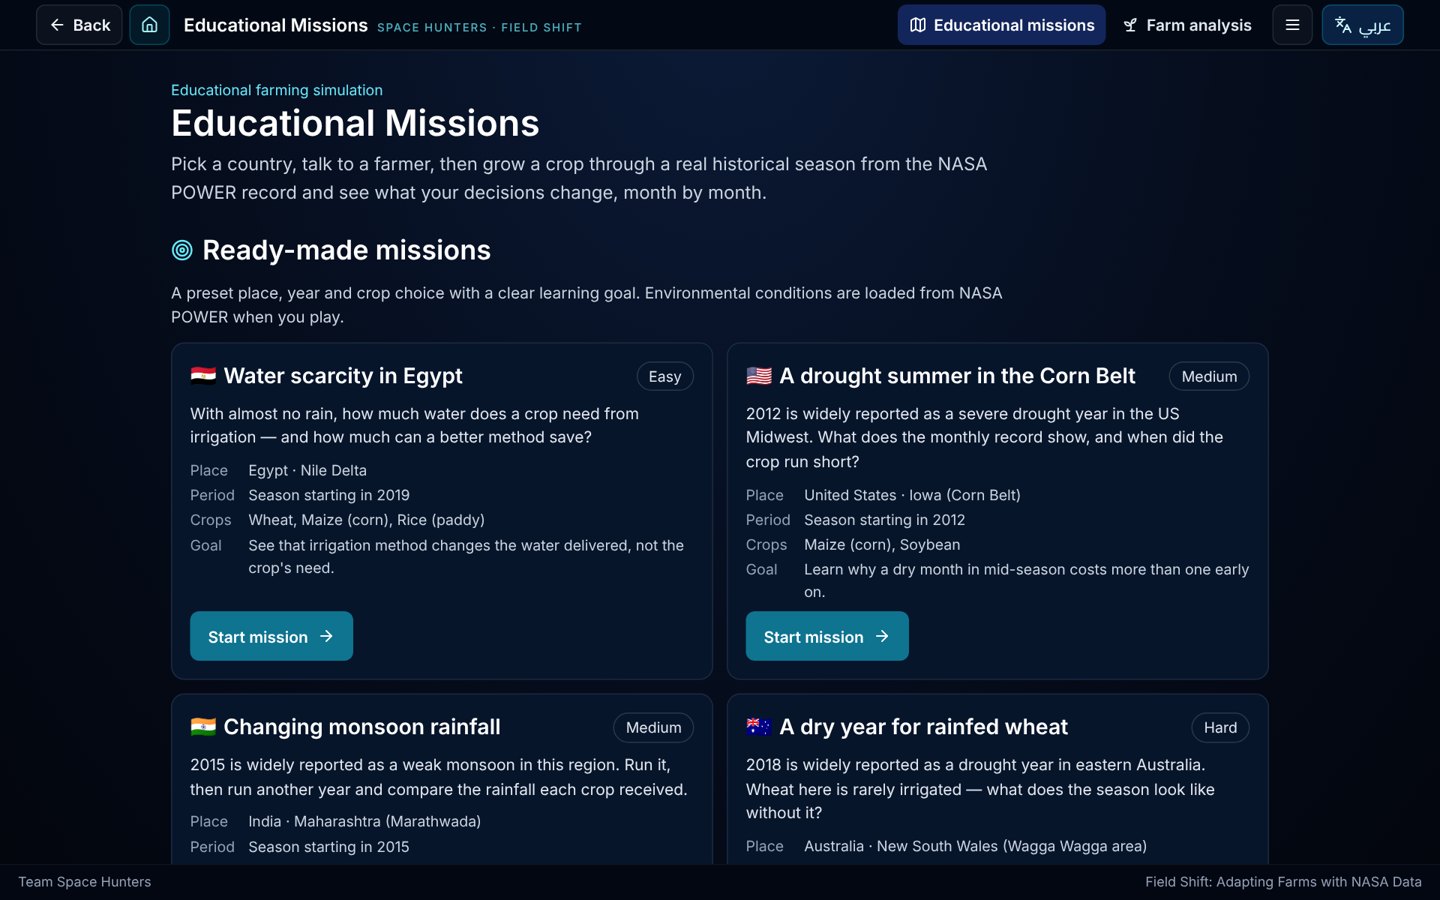 Back
Educational Missions SPACE HUNTERS · FIELD SHIFT
Educational missions
Farm analysis
عربي
Educational farming simulation
Educational Missions
Pick a country, talk to a farmer, then grow a crop through a real historical season from the NASA
POWER record and see what your decisions change, month by month.
Ready-made missions
A preset place, year and crop choice with a clear learning goal. Environmental conditions are loaded from NASA
POWER when you play.
Water scarcity in Egypt
Easy
With almost no rain, how much water does a crop need from
irrigation — and how much can a better method save?
Place Egypt · Nile Delta
Period Season starting in 2019
Crops Wheat, Maize (corn), Rice (paddy)
Goal See that irrigation method changes the water delivered, not the
crop's need.
Start mission
A drought summer in the Corn Belt
Medium
2012 is widely reported as a severe drought year in the US
Midwest. What does the monthly record show, and when did the
crop run short?
Place United States · Iowa (Corn Belt)
Period Season starting in 2012
Crops Maize (corn), Soybean
Goal Learn why a dry month in mid-season costs more than one early
on.
Start mission
Changing monsoon rainfall
Medium
2015 is widely reported as a weak monsoon in this region. Run it,
then run another year and compare the rainfall each crop received.
Place India · Maharashtra (Marathwada)
Period Season starting in 2015
A dry year for rainfed wheat
Hard
2018 is widely reported as a drought year in eastern Australia.
Wheat here is rarely irrigated — what does the season look like
without it?
Place Australia · New South Wales (Wagga Wagga area)
Team Space Hunters
Field Shift: Adapting Farms with NASA Data